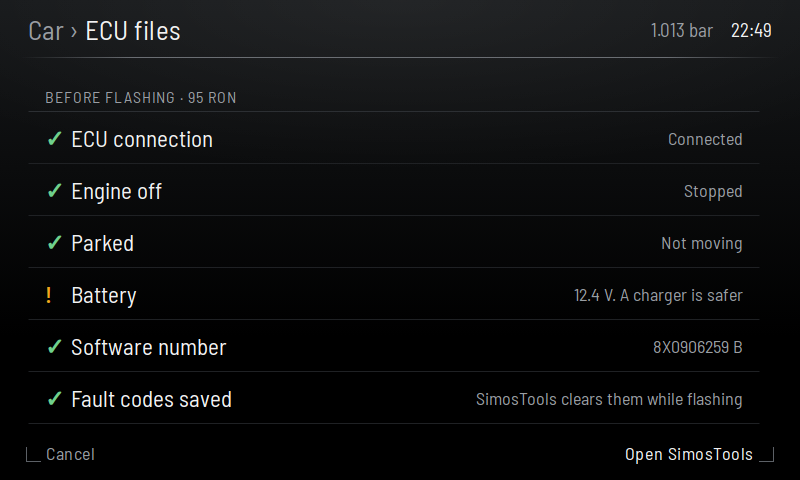 Car › ECU files
1.013 bar 22:49
BEFORE FLASHING · 95 RON
✓ ECU connection Connected
✓ Engine off Stopped
✓ Parked Not moving
! Battery 12.4 V. A charger is safer
✓ Software number 8X0906259 B
✓ Fault codes saved SimosTools clears them while flashing
Cancel Open SimosTools